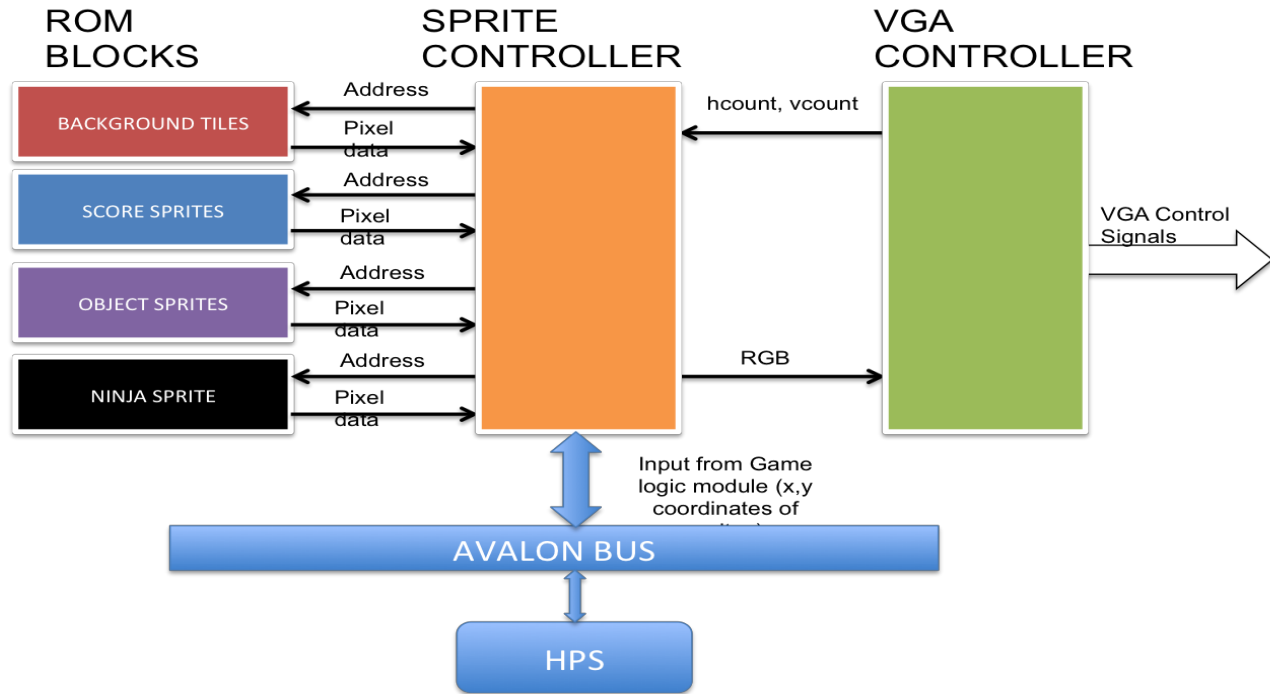 ROM
BLOCKS
SPRITE
CONTROLLER
VGA
CONTROLLER
BACKGROUND TILES
Address
Pixel
data
SCORE SPRITES
Address
Pixel
data
OBJECT SPRITES
Address
Pixel
data
NINJA SPRITE
Address
Pixel
data
hcount, vcount
RGB
VGA Control
Signals
Input from Game
logic module (x,y
coordinates of
AVALON BUS
HPS